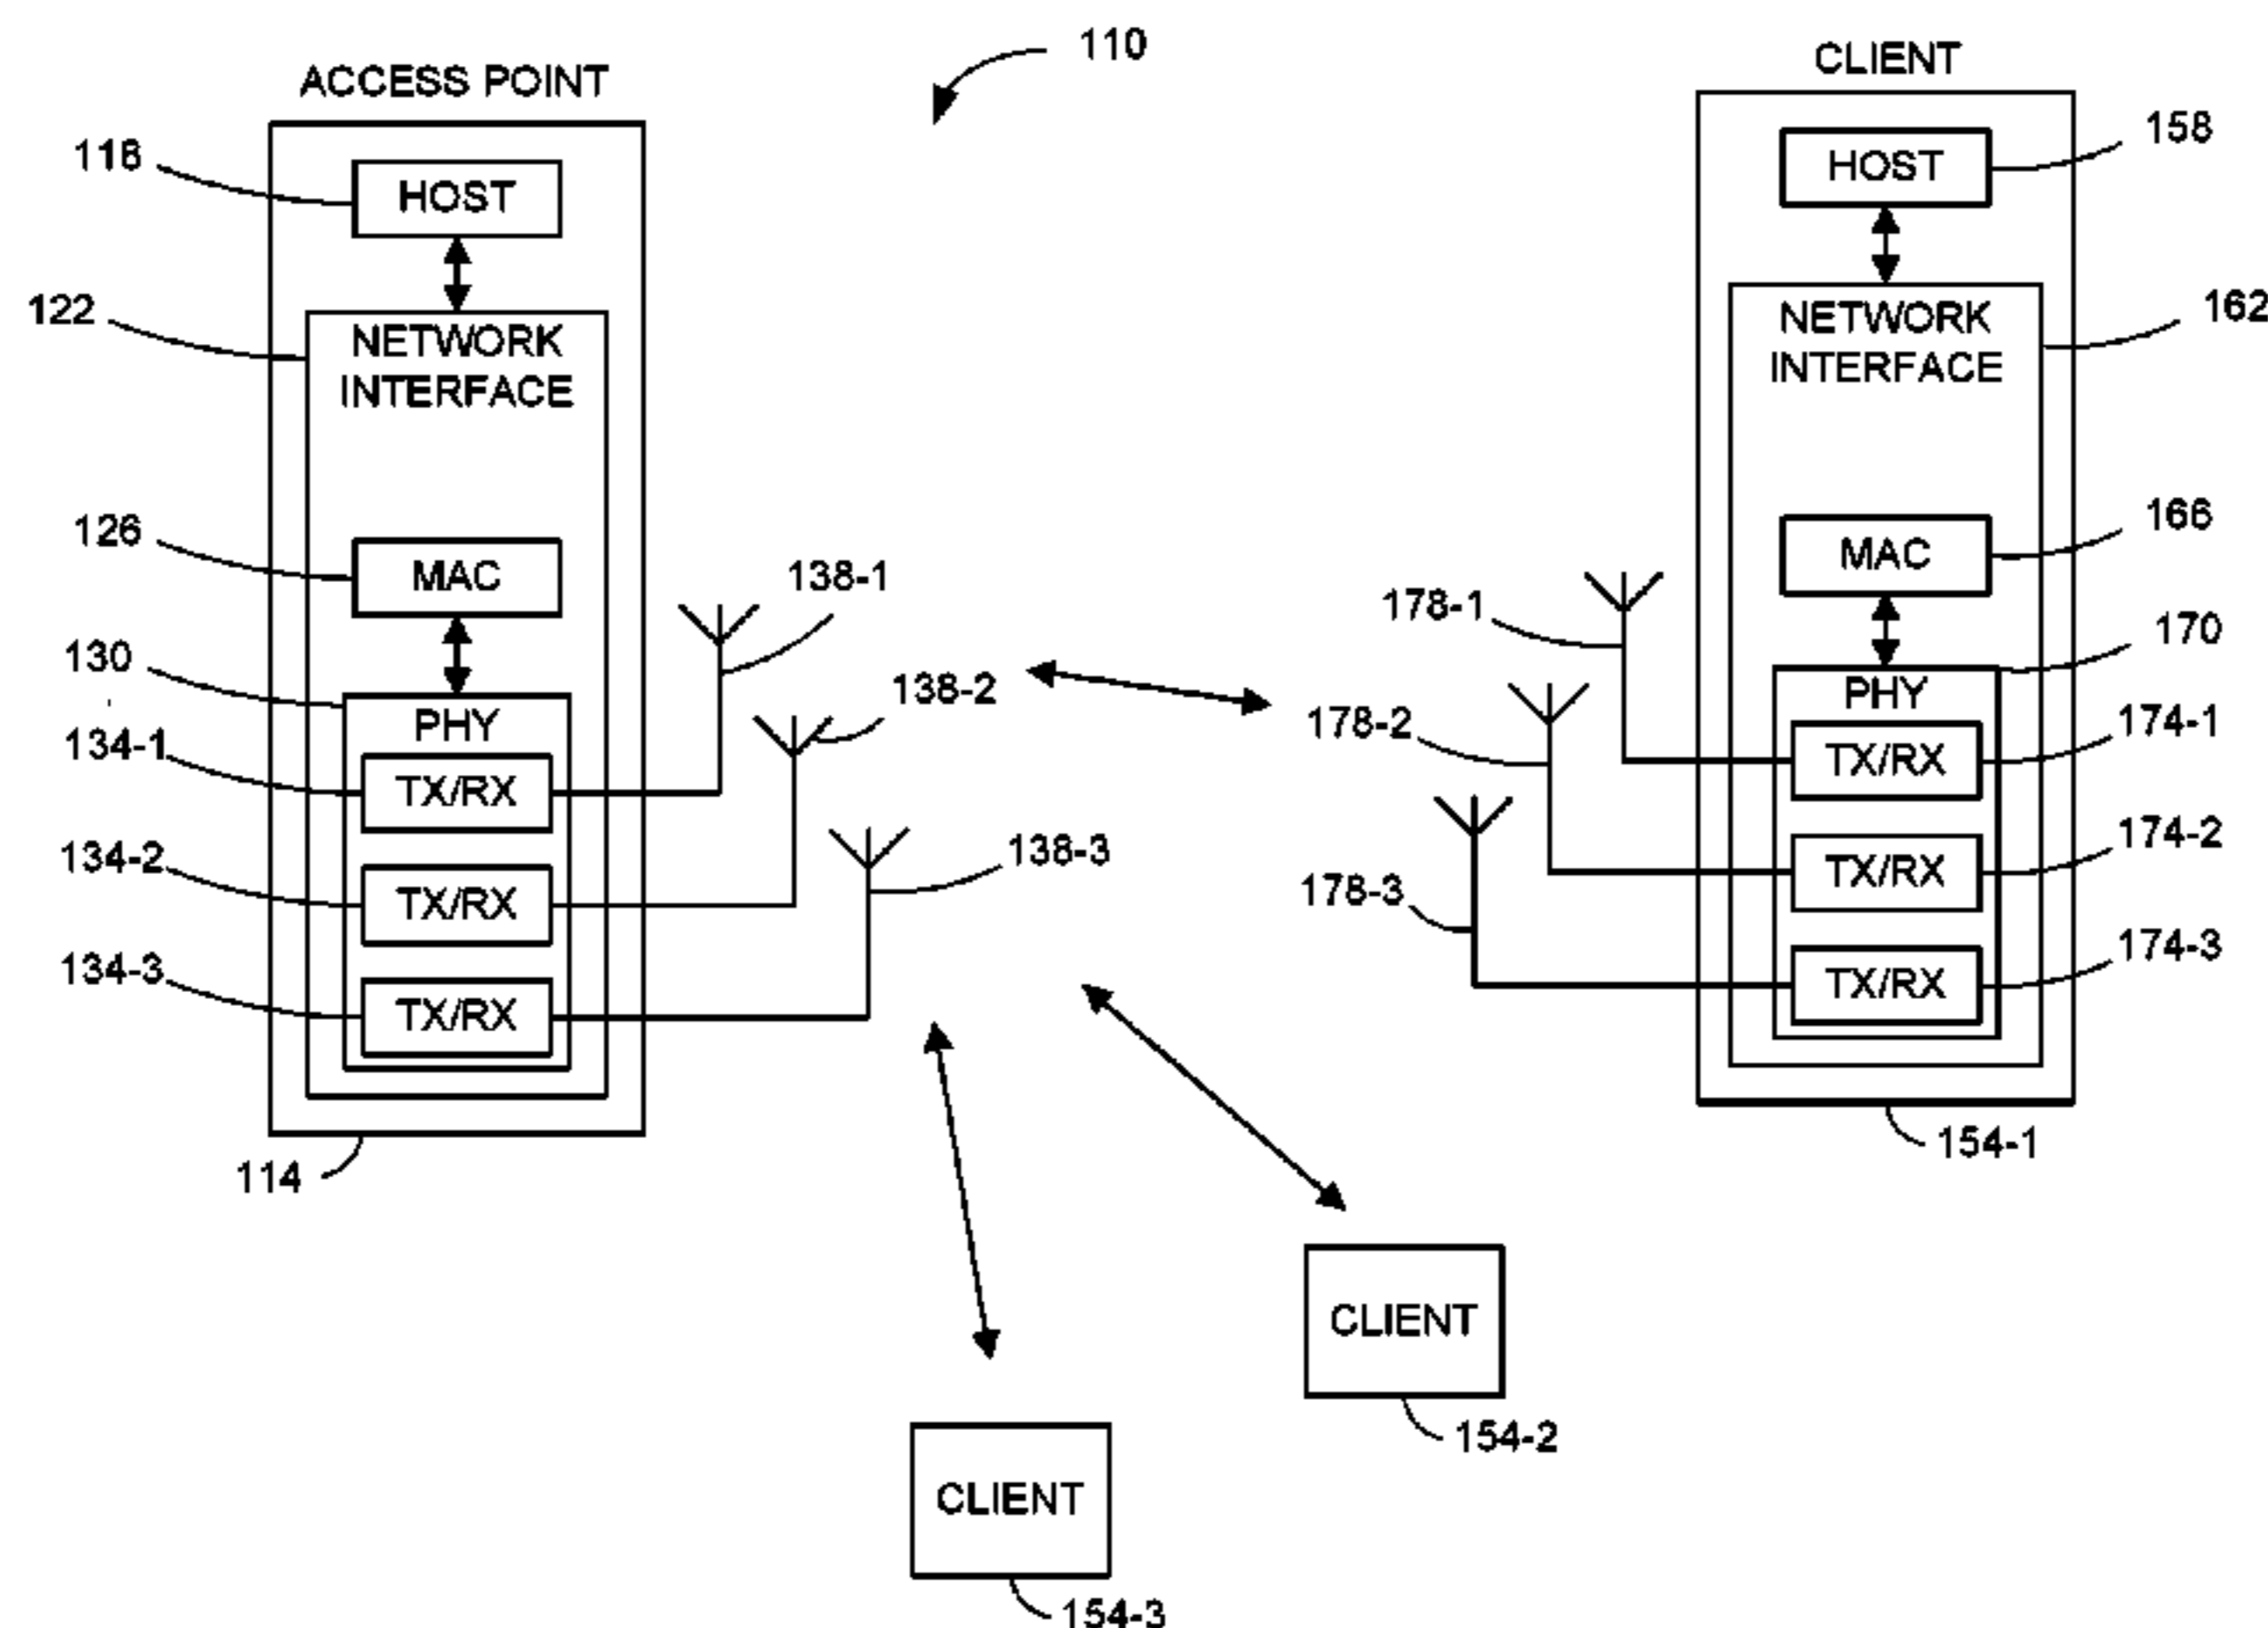 110
ACCESS POINT
CLIENT
118
HOST
HOST
158
122
NETWORK
INTERFACE
NETWORK
INTERFACE
162
126
MAC
138-1
178-1
MAC
166
130
PHY
138-2
178-2
PHY
170
134-1
TX/RX
TX/RX
174-1
134-2
TX/RX
138-3
178-3
TX/RX
174-2
134-3
TX/RX
TX/RX
174-3
114
154-1
CLIENT
154-2
CLIENT
154-3